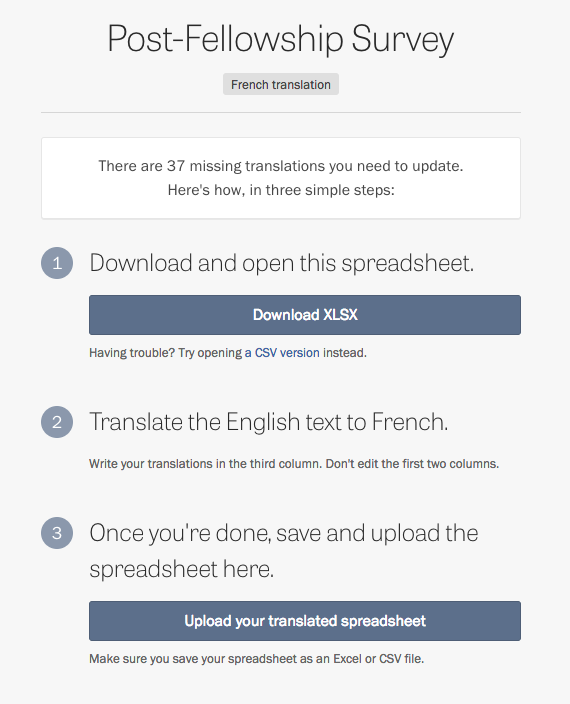 Post-Fellowship Survey
French translation
There are 37 missing translations you need to update.
Here's how, in three simple steps:
1
Download and open this spreadsheet.
Download XLSX
Having trouble? Try opening a CSV version instead.
2
Translate the English text to French.
Write your translations in the third column. Don't edit the first two columns.
3
Once you're done, save and upload the
spreadsheet here.
Upload your translated spreadsheet
Make sure you save your spreadsheet as an Excel or CSV file.